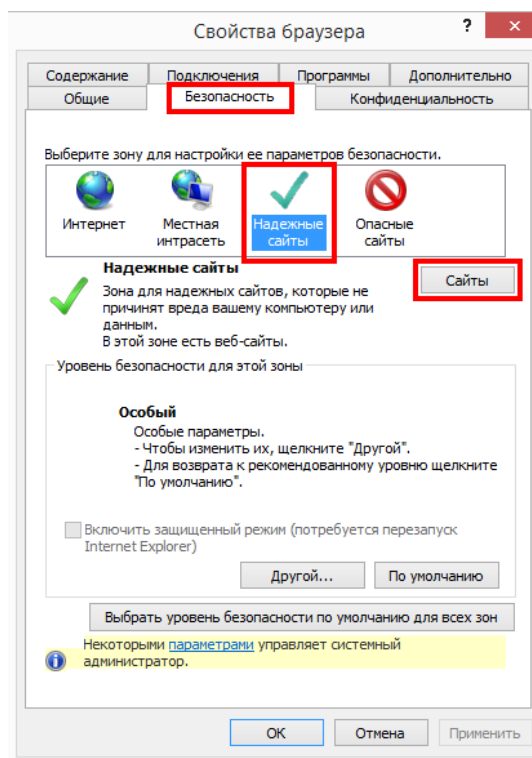 Свойства браузера
?
×
Содержание Подключения Программы Дополнительно
Общие Безопасность Конфиденциальность
Выберите зону для настройки ее параметров безопасности.
Интернет
Местная
интрасеть
Надежные
сайты
Опасные
сайты
Надежные сайты
Сайты
Зона для надежных сайтов, которые не
причинят вреда вашему компьютеру или
данным.
В этой зоне есть веб-сайты.
Уровень безопасности для этой зоны
Особый
Особые параметры.
- Чтобы изменить их, щелкните "Другой".
- Для возврата к рекомендованному уровню щелкните
"По умолчанию".
Включить защищенный режим (потребуется перезапуск
Internet Explorer)
Другой... По умолчанию
Выбрать уровень безопасности по умолчанию для всех зон
Некоторыми параметрами управляет системный
администратор.
ОК Отмена Применить